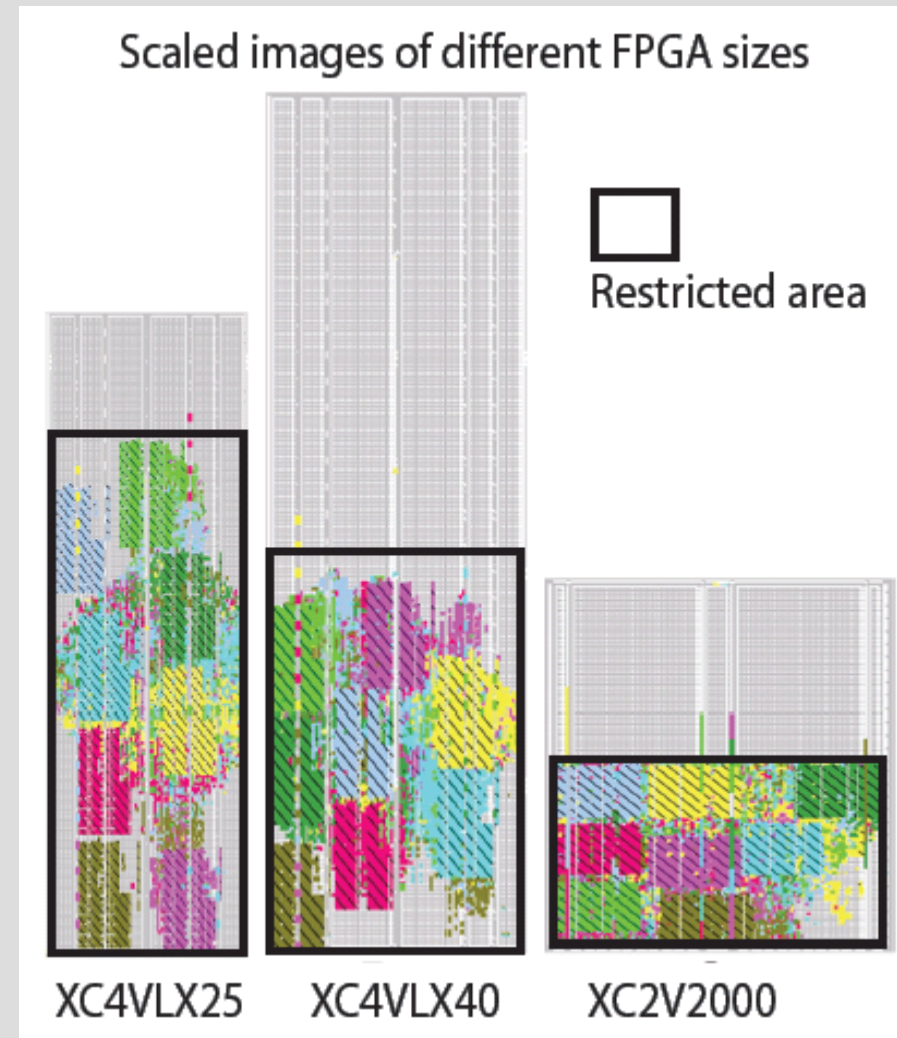 Scaled images of different FPGA sizes
Restricted area
XC4VLX25
XC4VLX40
XC2V2000